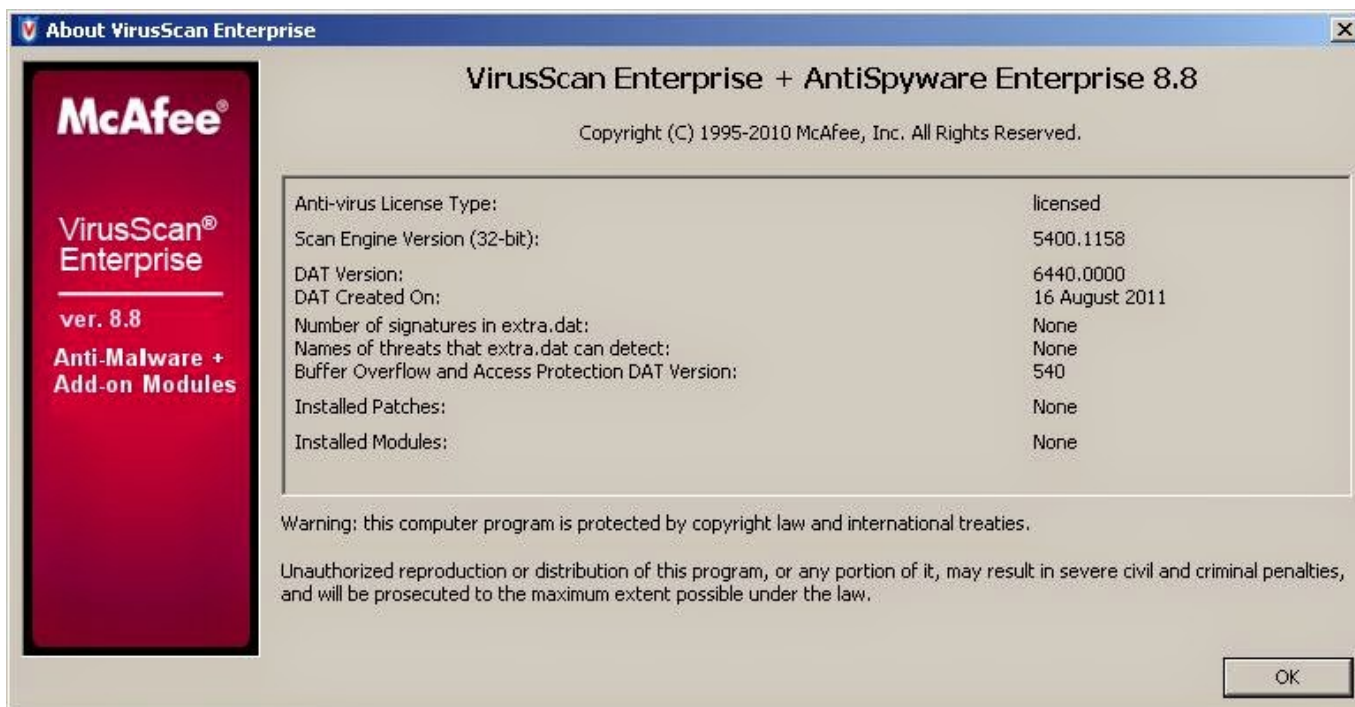 About VirusScan Enterprise
McAfee®
VirusScan®
Enterprise
ver. 8.8
Anti-Malware +
Add-on Modules
VirusScan Enterprise + AntiSpyware Enterprise 8.8
Copyright (C) 1995-2010 McAfee, Inc. All Rights Reserved.
Anti-virus License Type: licensed
Scan Engine Version (32-bit): 5400.1158
DAT Version: 6440.0000
DAT Created On: 16 August 2011
Number of signatures in extra.dat: None
Names of threats that extra.dat can detect: None
Buffer Overflow and Access Protection DAT Version: 540
Installed Patches: None
Installed Modules: None
Warning: this computer program is protected by copyright law and international treaties.
Unauthorized reproduction or distribution of this program, or any portion of it, may result in severe civil and criminal penalties,
and will be prosecuted to the maximum extent possible under the law.
OK